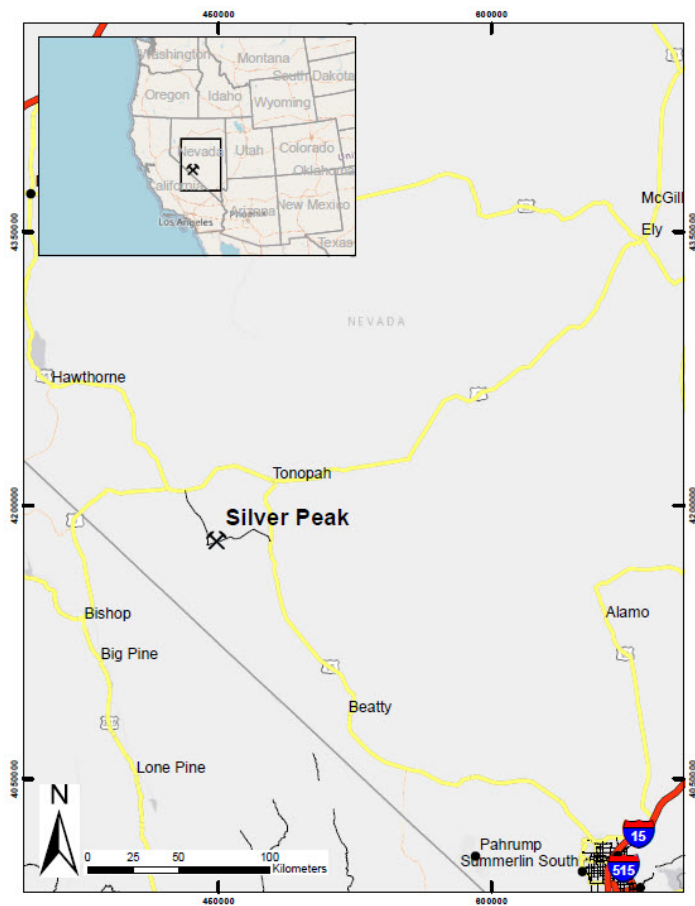 450000
600000
Washington
Montana
South Dakota
Oregon
Idaho
Wyoming
Nevada
Utah
Colorado
Oklahoma
California
Arizona
New Mexico
Los Angeles
Phoenix
Texas
McGill
4350000
Ely
4350000
NEVADA
Hawthorne
Tonopah
4200000
Silver Peak
4200000
Bishop
Alamo
Big Pine
Beatty
Lone Pine
4050000
4050000
N
15
Pahrump
0 25 50 100
Kilometers
Summerlin South
515
450000
600000